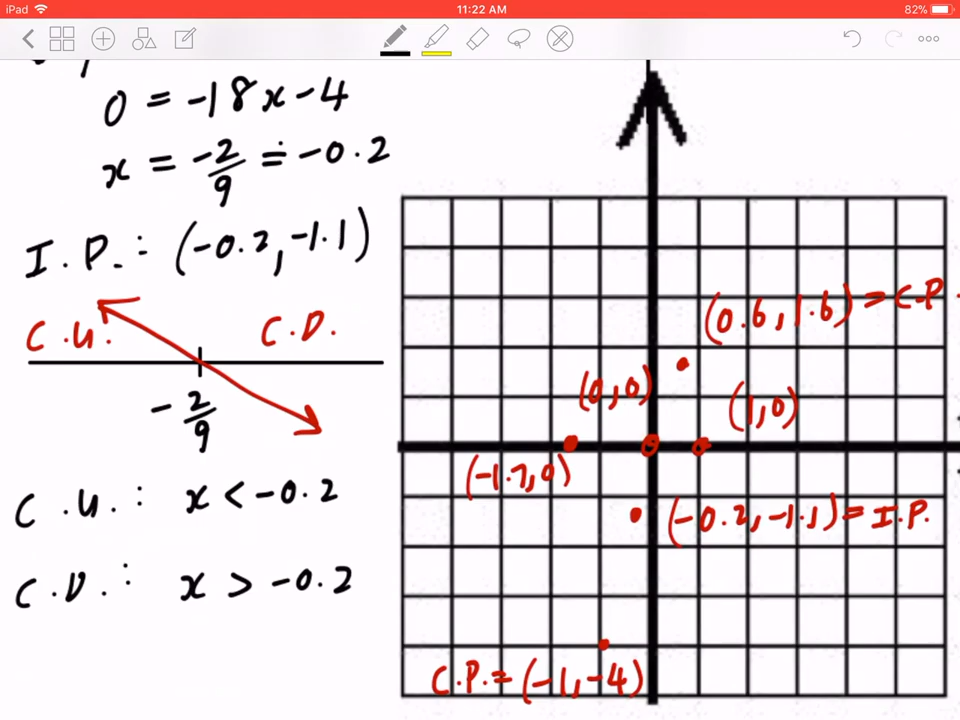 iPad 11:22 AM 82%
0 = -18x - 4
x = -2/9 ≐ -0.2
I.P. : (-0.2, -1.1)
C.U. C.D.
-2/9
C.U. : x < -0.2
C.D. : x > -0.2
(0.6, 1.6) = C.P.
(0,0)
(1,0)
(-1.7,0)
(-0.2, -1.1) = I.P.
C.P. = (-1, -4)